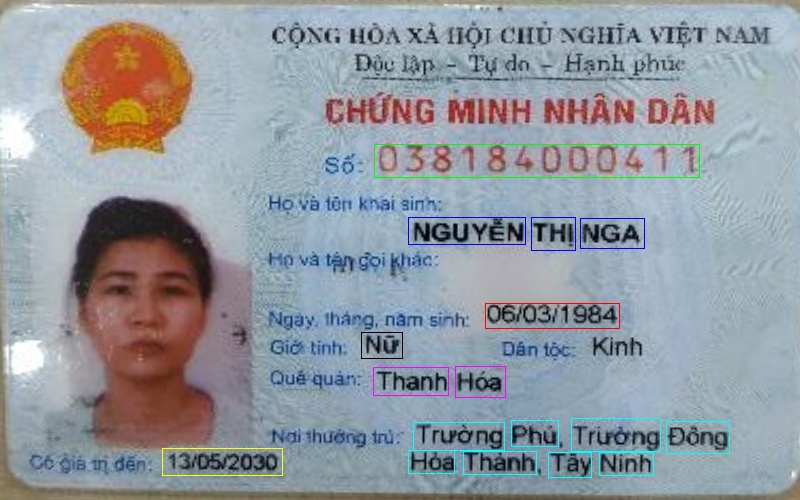 CỘNG HÒA XÃ HỘI CHỦ NGHĨA VIỆT NAM
Độc lập – Tự do – Hạnh phúc
CHỨNG MINH NHÂN DÂN
Số: 038184000411
Họ và tên khai sinh:
NGUYỄN THỊ NGA
Họ và tên gọi khác:
Ngày, tháng, năm sinh: 06/03/1984
Giới tính: Nữ Dân tộc: Kinh
Quê quán: Thanh Hóa
Nơi thường trú: Trường Phú, Trường Đông
Hòa Thành, Tây Ninh
Có giá trị đến: 13/05/2030